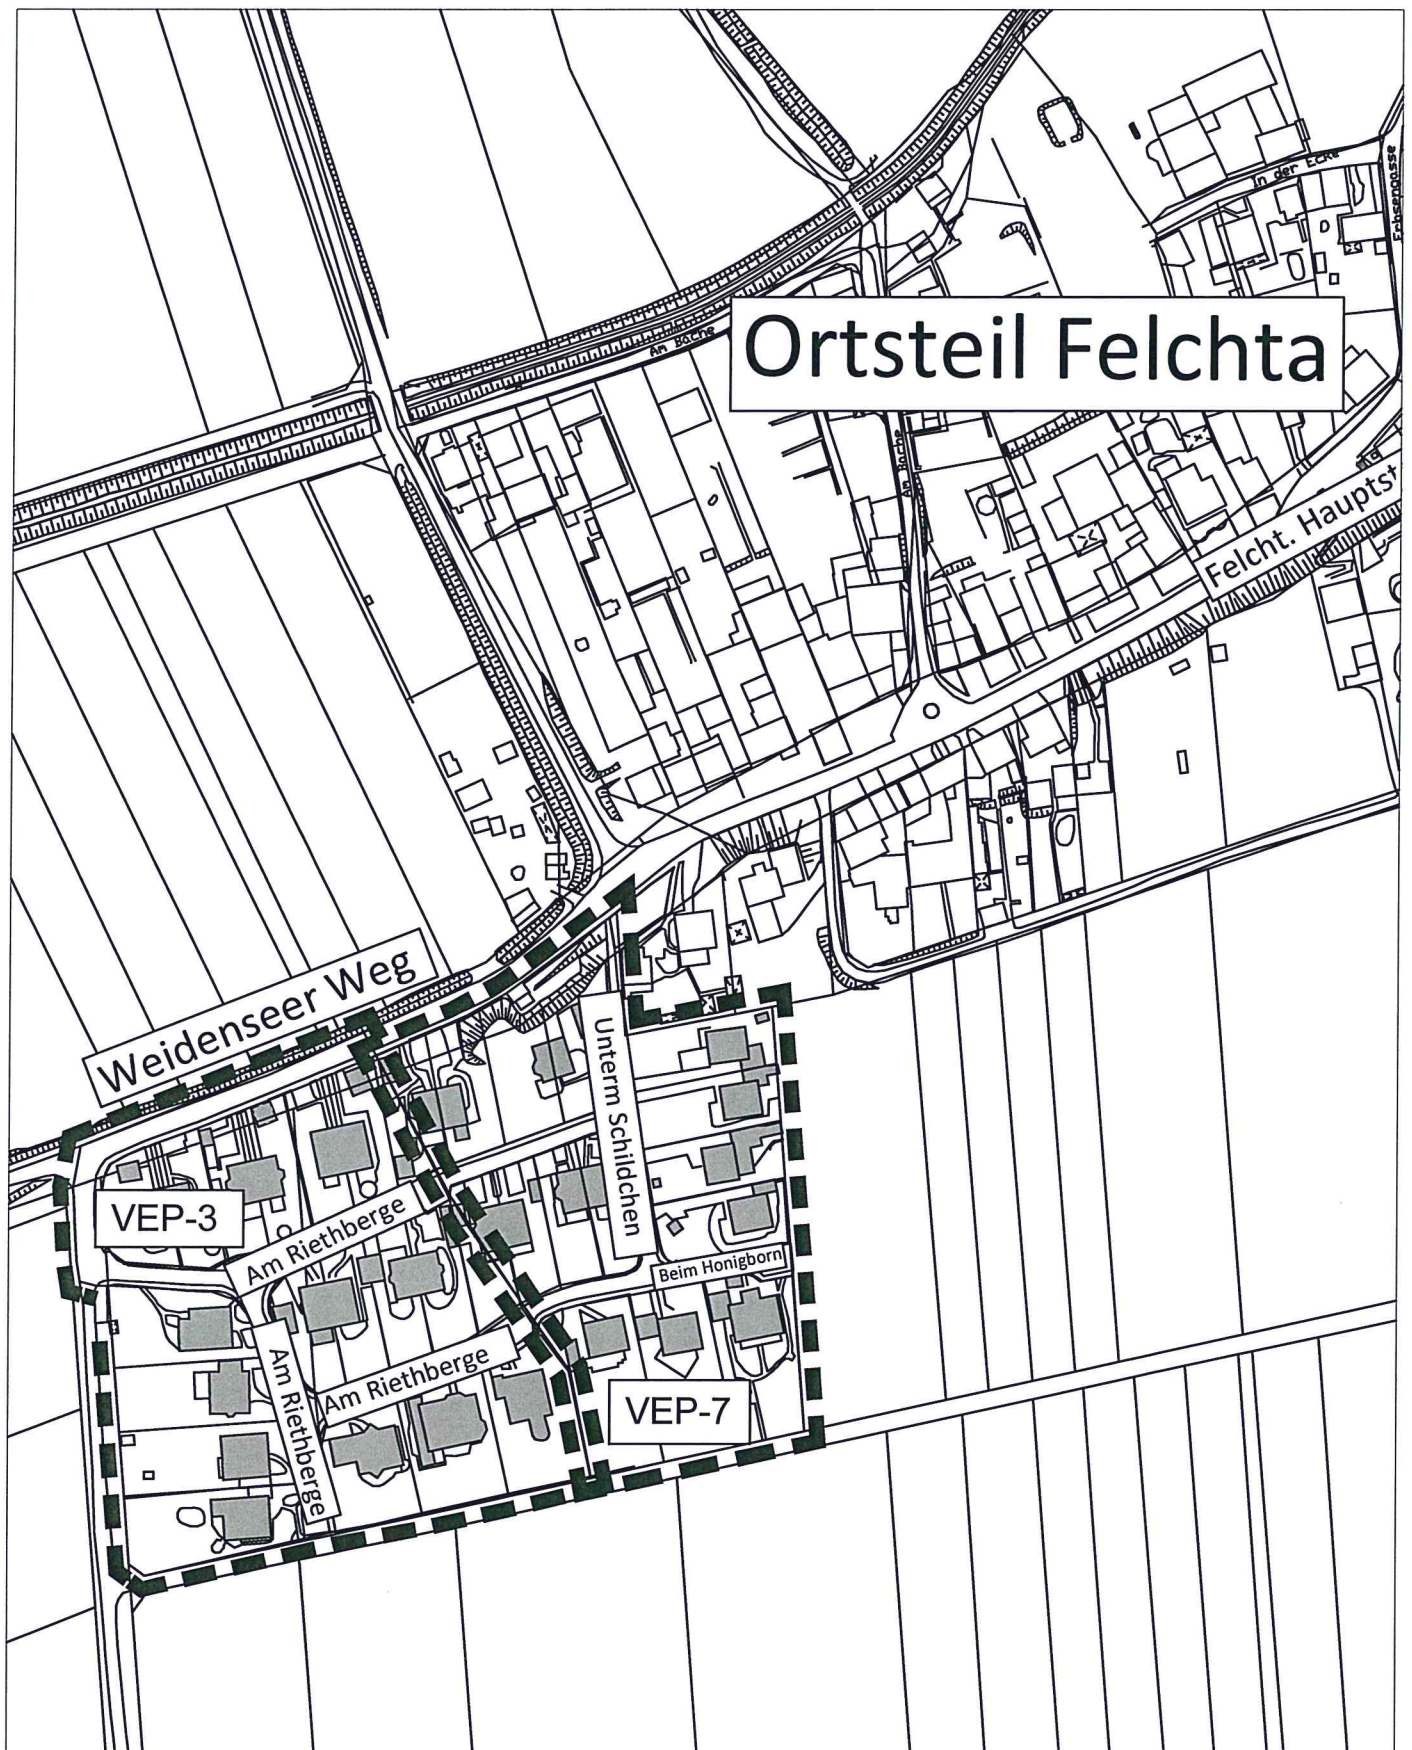 In der Ecke
Erbsengasse
Am Bache
Ortsteil Felchta
Am Bache
Felcht. Hauptst
Weidenseer Weg
Unterm Schildchen
VEP-3
Am Riethberge
Beim Honigborn
Am Riethberge
Am Riethberge
VEP-7